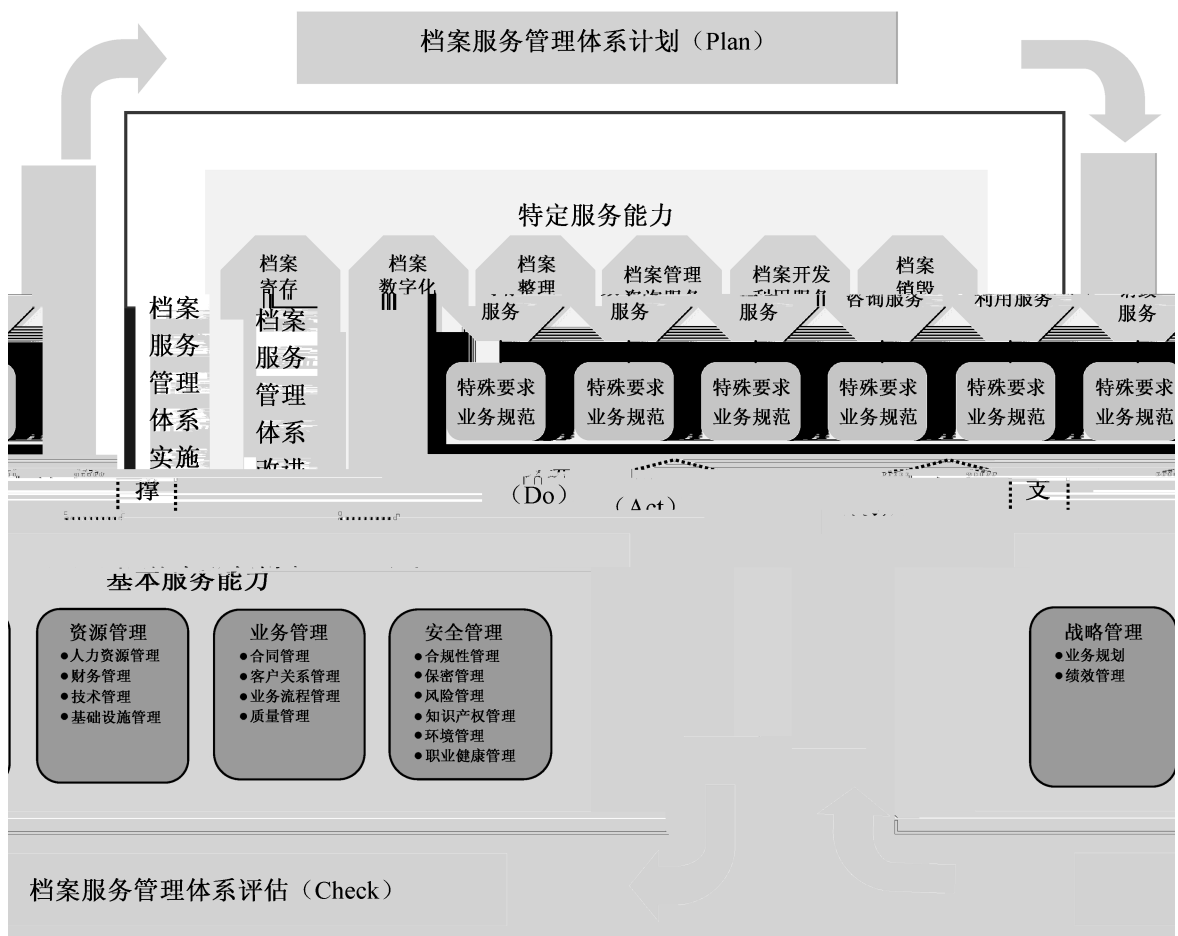 档案服务管理体系计划（Plan）
特定服务能力
档案
寄存
服务
档案
数字化
服务
档案
整理
服务
档案管理
咨询服务
档案开发
利用服务
档案
销毁
服务
档案
服务
管理
体系
实施
（Do）
档案
服务
管理
体系
改进
（Act）
特殊要求
业务规范
特殊要求
业务规范
特殊要求
业务规范
特殊要求
业务规范
特殊要求
业务规范
特殊要求
业务规范
支
撑
基本服务能力
资源管理
●人力资源管理
●财务管理
●技术管理
●基础设施管理
业务管理
●合同管理
●客户关系管理
●业务流程管理
●质量管理
安全管理
●合规性管理
●保密管理
●风险管理
●知识产权管理
●环境管理
●职业健康管理
战略管理
●业务规划
●绩效管理
档案服务管理体系评估（Check）